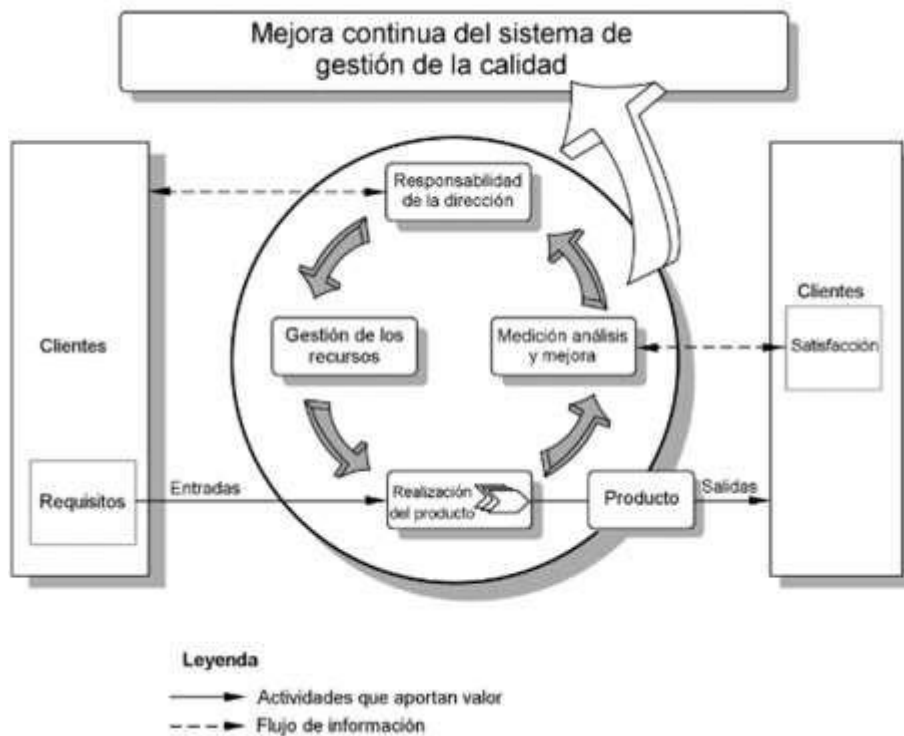 Mejora continua del sistema de
gestión de la calidad
Responsabilidad
de la dirección
Clientes
Gestión de los
recursos
Medición análisis
y mejora
Clientes
Satisfacción
Requisitos
Entradas
Realización
del producto
Producto
Salidas
Leyenda
Actividades que aportan valor
Flujo de información